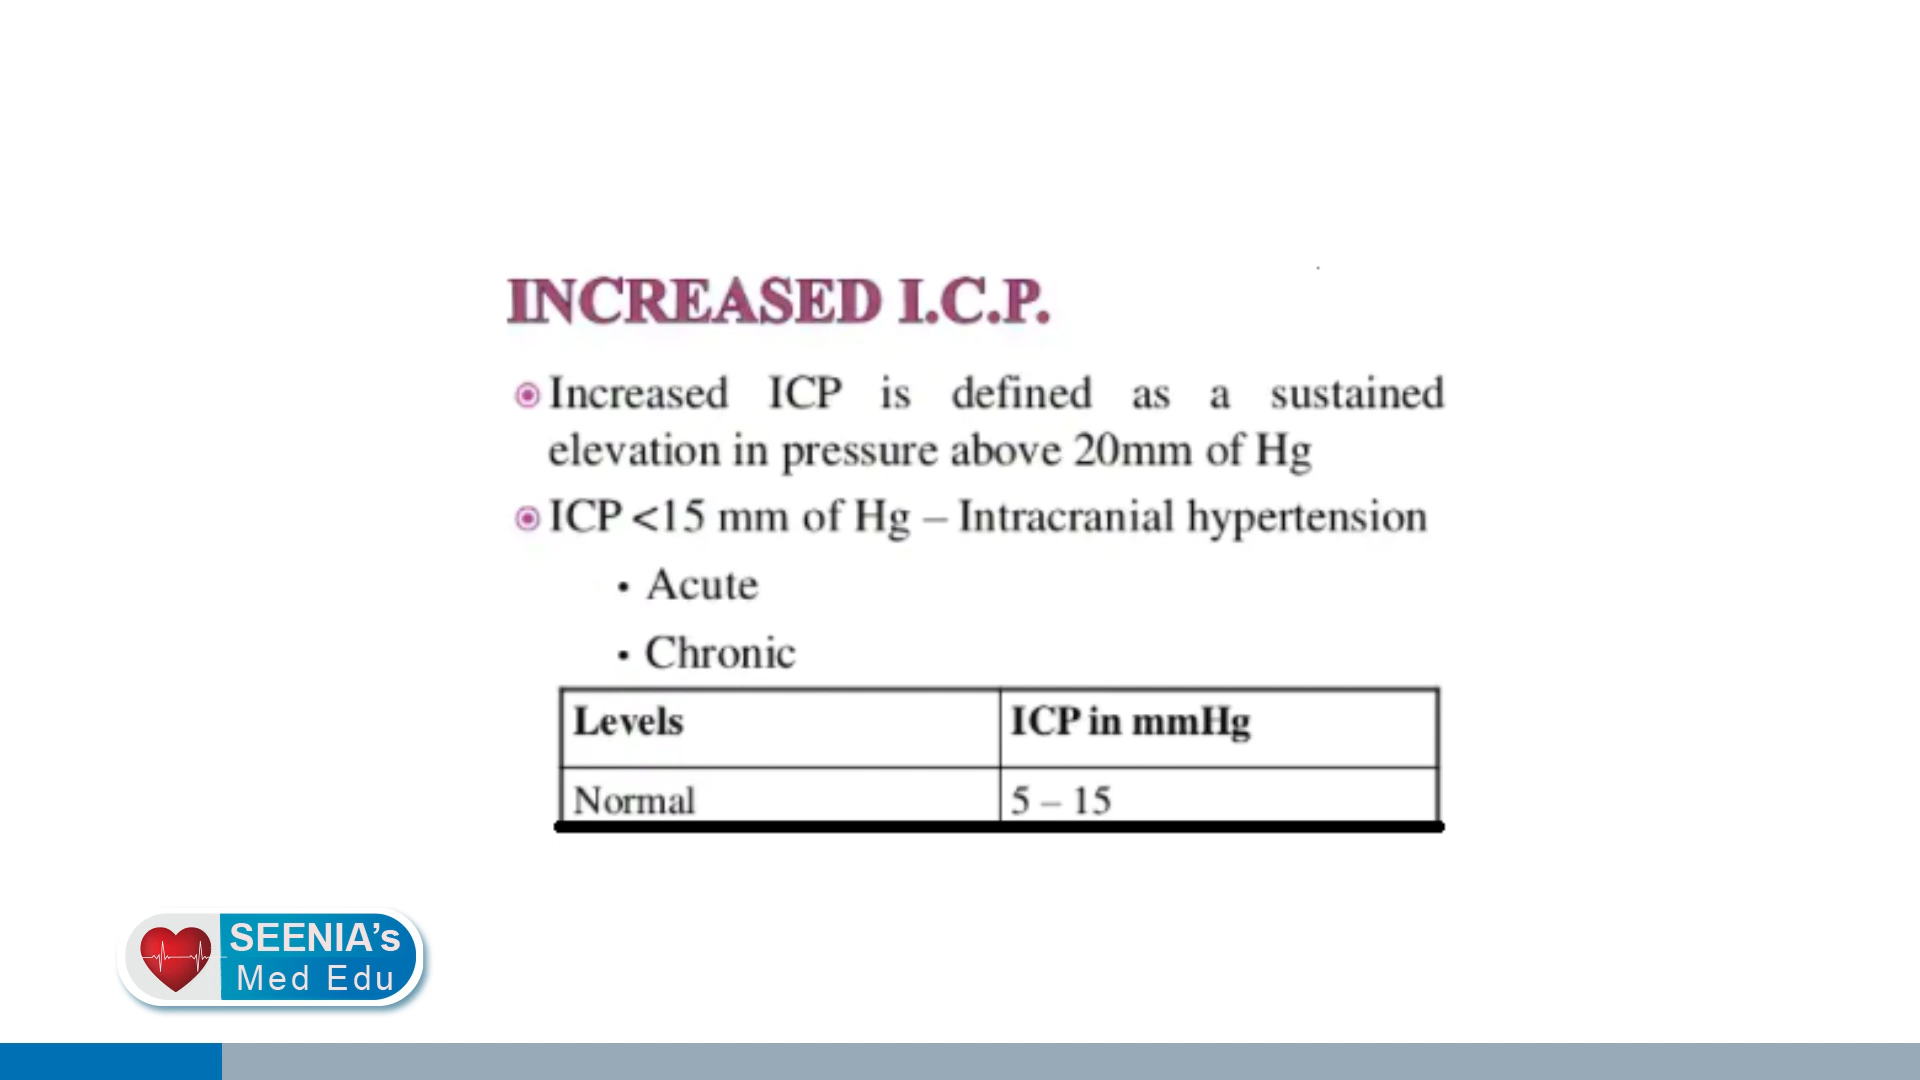 INCREASED I.C.P.
Increased ICP is defined as a sustained
elevation in pressure above 20mm of Hg
ICP <15 mm of Hg – Intracranial hypertension
• Acute
• Chronic
Levels ICP in mmHg
Normal 5 – 15
SEENIA's
Med Edu